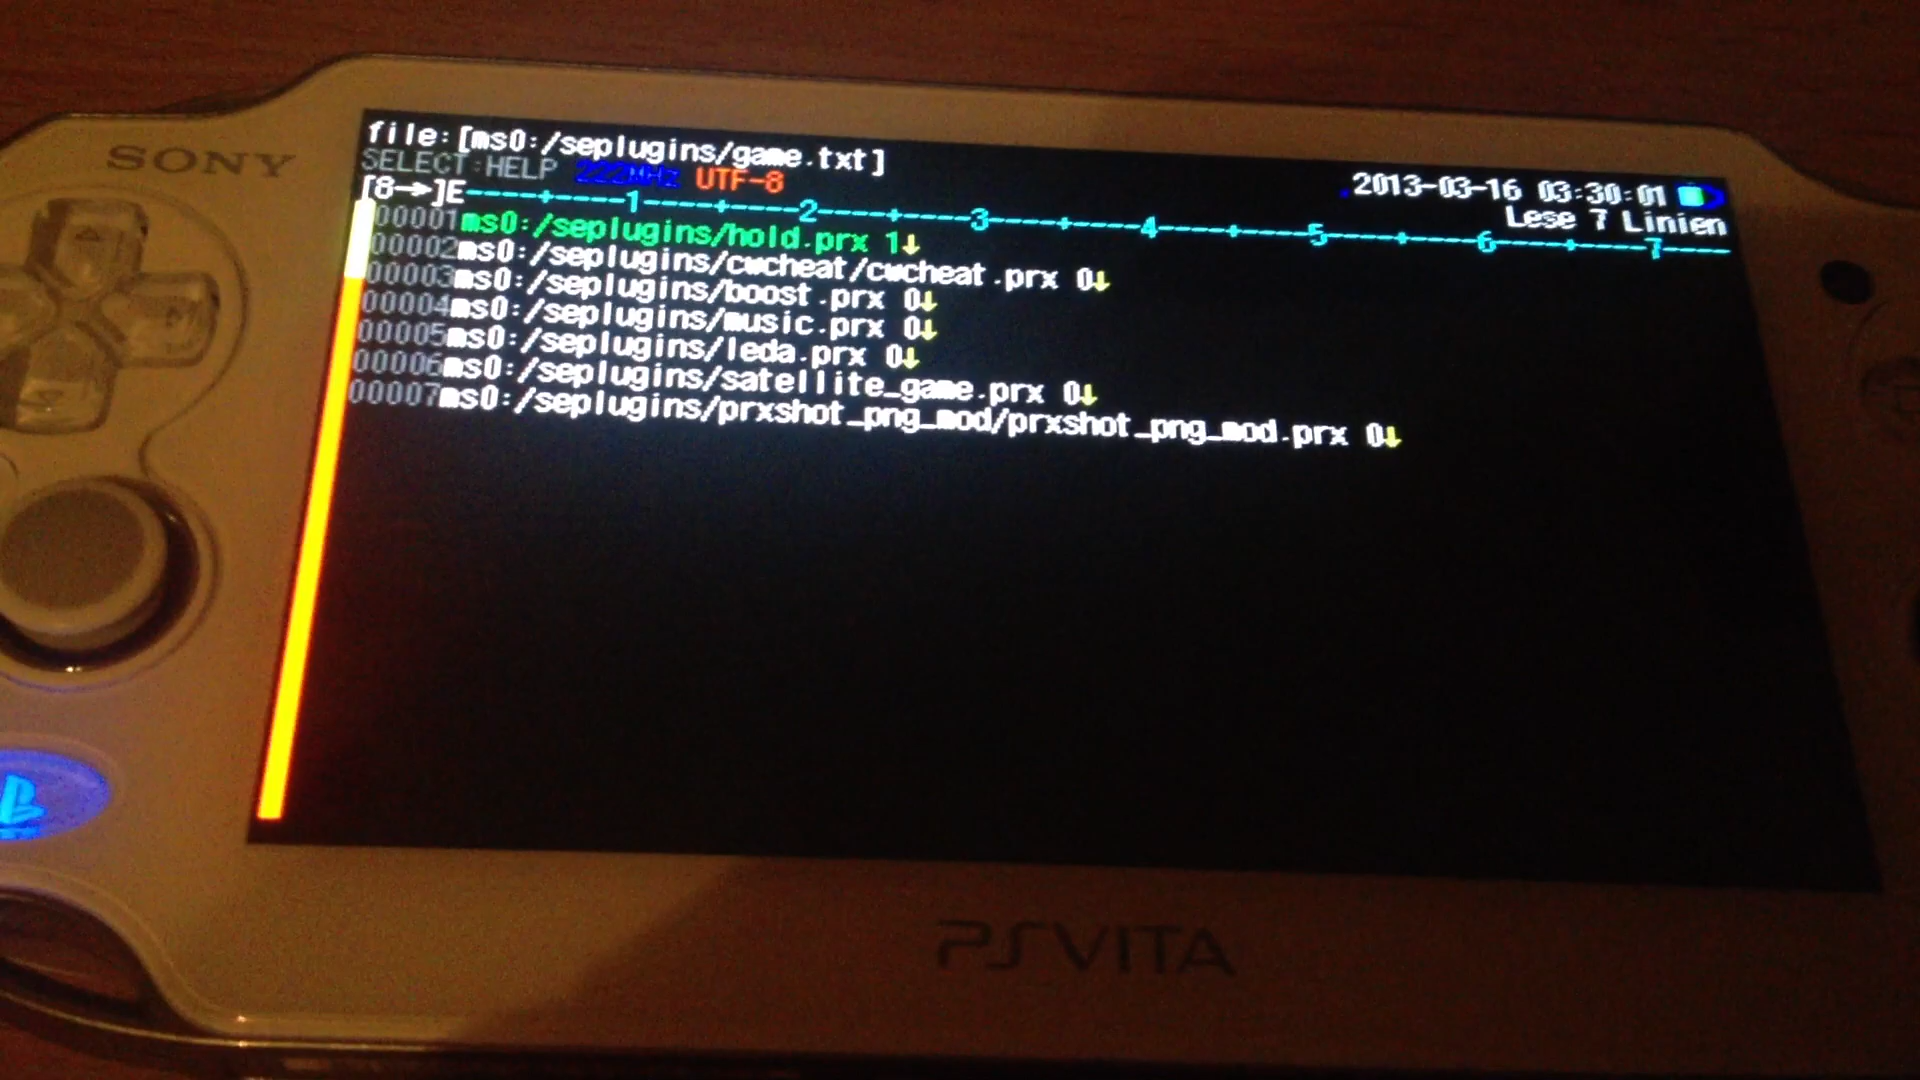 SONY
file:[ms0:/seplugins/game.txt]
SELECT:HELP 222MHz UTF-8
2013-03-16 03:30:01
Lese 7 Linien
[8→]E----+----1----+----2----+----3----+----4----+----5----+----6----+----7----
00001ms0:/seplugins/hold.prx 1↓
00002ms0:/seplugins/cwcheat/cwcheat.prx 0↓
00003ms0:/seplugins/boost.prx 0↓
00004ms0:/seplugins/music.prx 0↓
00005ms0:/seplugins/leda.prx 0↓
00006ms0:/seplugins/satellite_game.prx 0↓
00007ms0:/seplugins/prxshot_png_mod/prxshot_png_mod.prx 0↓
PSVITA